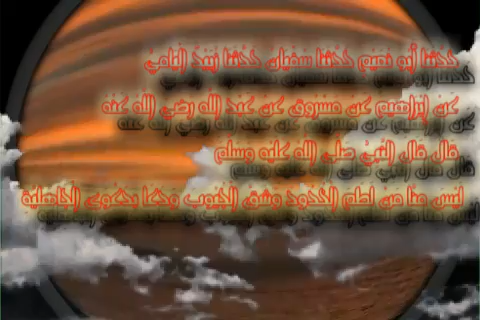 حدثنا أبو نعيم حدثنا سفيان حدثنا زبيد اليامي
عن إبراهيم عن مسروق عن عبد الله رضي الله عنه
قال قال النبي صلى الله عليه وسلم
ليس منا من لطم الخدود وشق الجيوب ودعا بدعوى الجاهلية